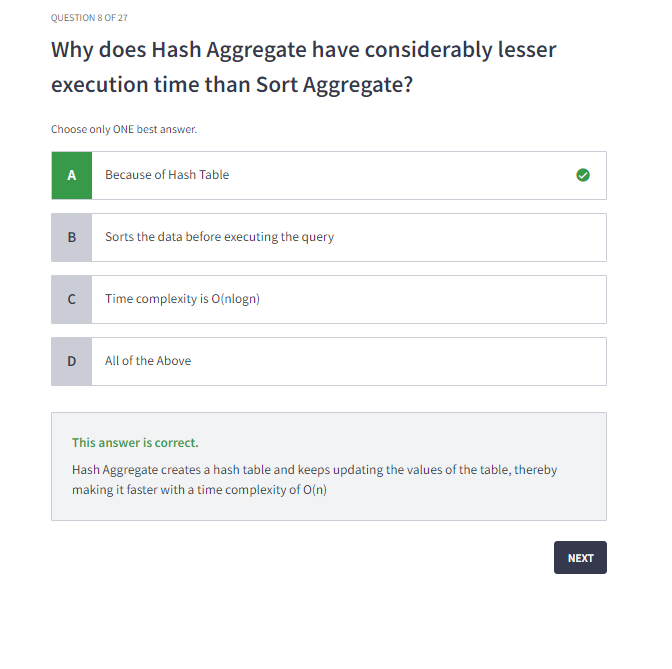 QUESTION 8 OF 27
Why does Hash Aggregate have considerably lesser
execution time than Sort Aggregate?
Choose only ONE best answer.
A Because of Hash Table
B Sorts the data before executing the query
C Time complexity is O(nlogn)
D All of the Above
This answer is correct.
Hash Aggregate creates a hash table and keeps updating the values of the table, thereby
making it faster with a time complexity of O(n)
NEXT